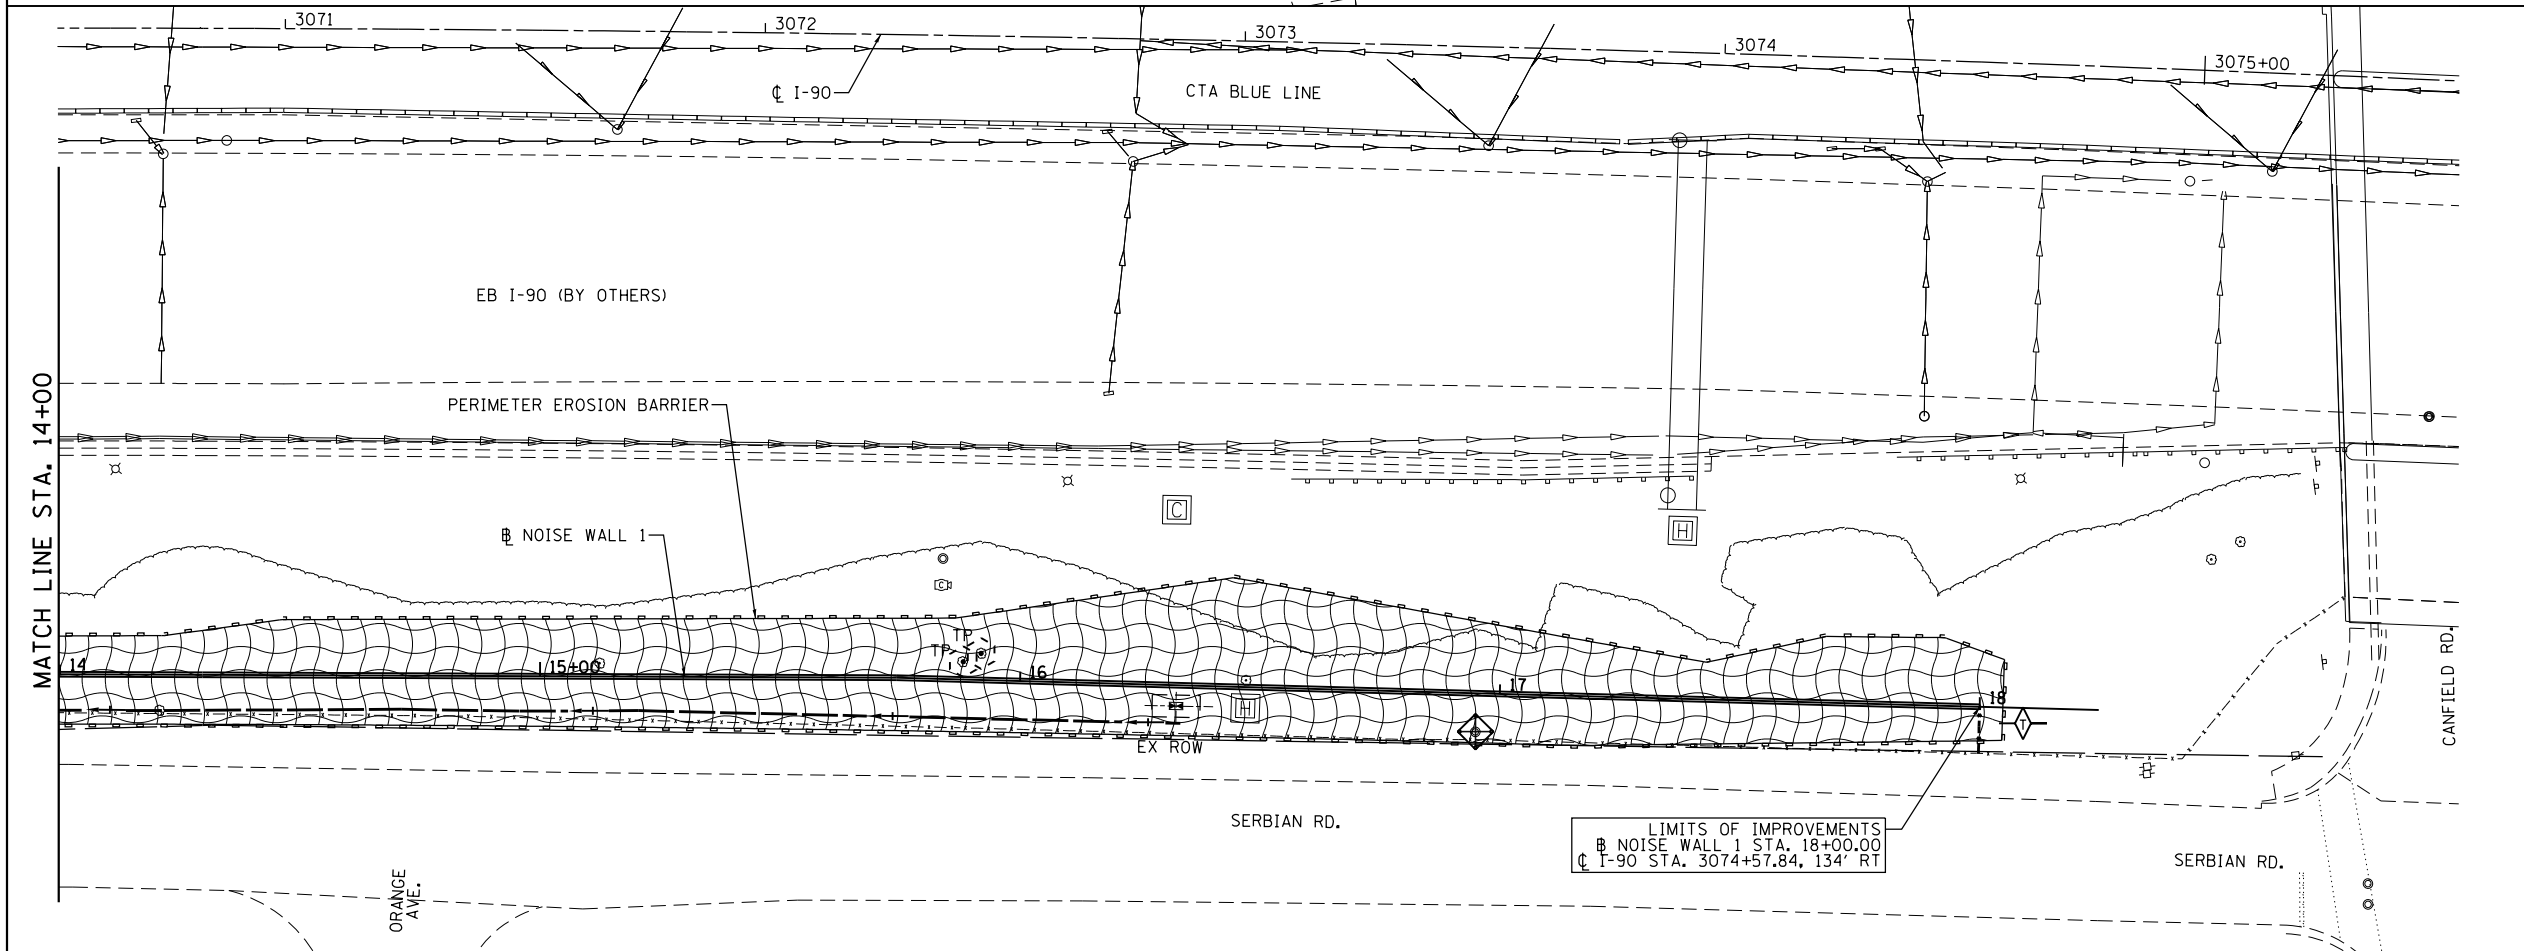 3071
3072
3073
3074
3075+00
℄ I-90
CTA BLUE LINE
EB I-90 (BY OTHERS)
MATCH LINE STA. 14+00
PERIMETER EROSION BARRIER
C
H
B NOISE WALL 1
C
TP
TP
14
15+00
16
17
18
H
T
EX ROW
CANFIELD RD.
SERBIAN RD.
LIMITS OF IMPROVEMENTS
B NOISE WALL 1 STA. 18+00.00
℄ I-90 STA. 3074+57.84, 134' RT
SERBIAN RD.
ORANGE
AVE.